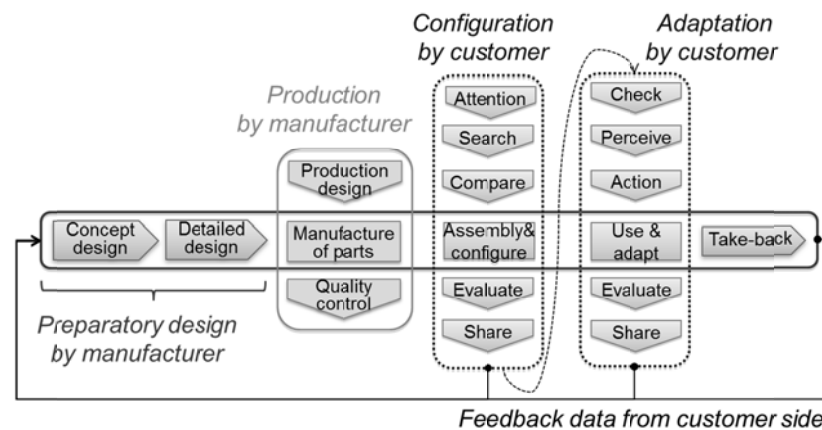 Configuration
by customer
Adaptation
by customer
Production
by manufacturer
Attention
Search
Compare
Assembly&
configure
Evaluate
Share
Check
Perceive
Action
Use &
adapt
Evaluate
Share
Production
design
Manufacture
of parts
Quality
control
Concept
design
Detailed
design
Take-back
Preparatory design
by manufacturer
Feedback data from customer side